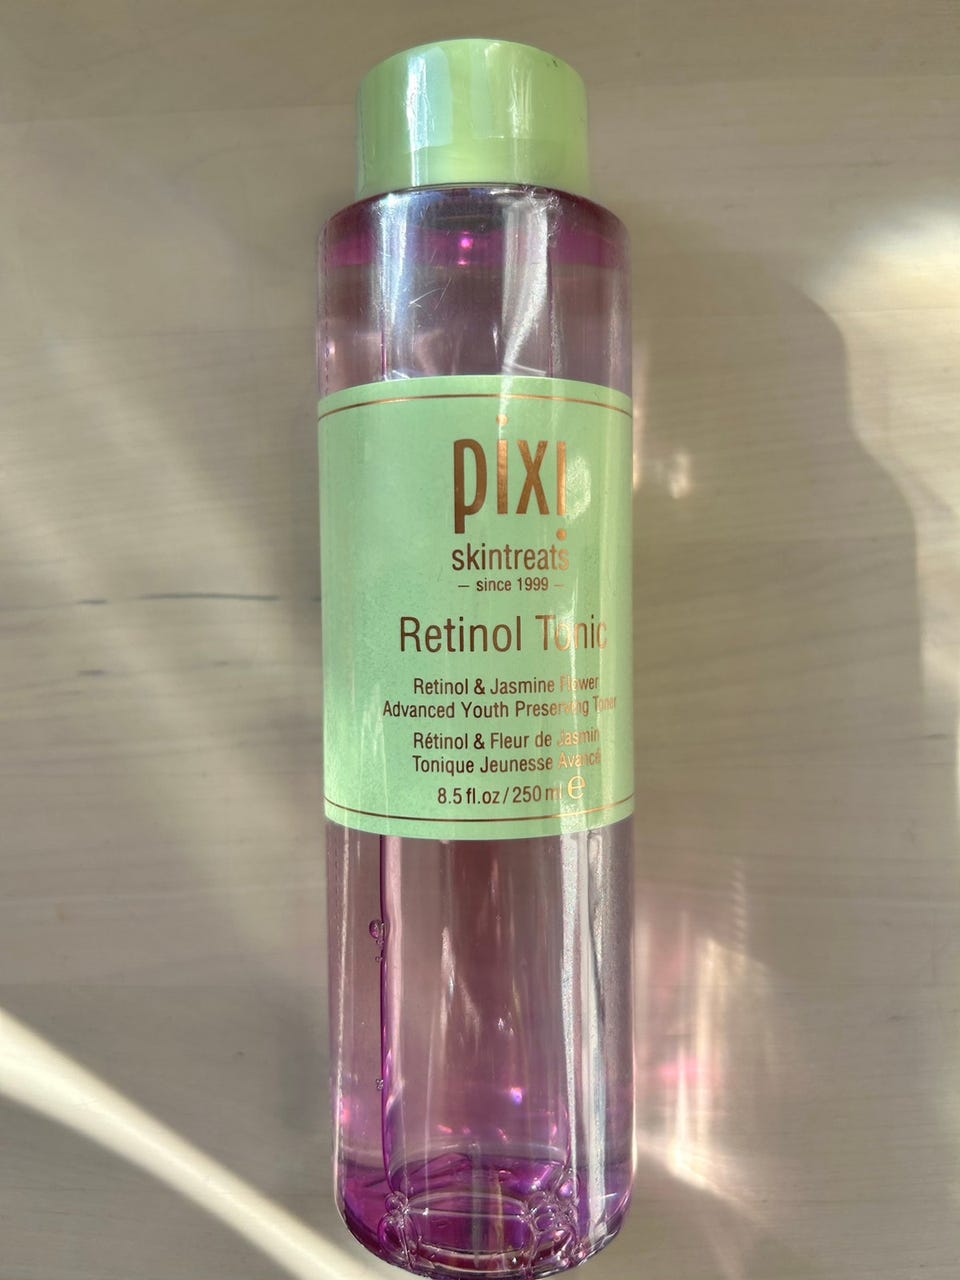 pixi
skintreats
– since 1999 –
Retinol Tonic
Retinol & Jasmine Flower
Advanced Youth Preserving Toner
Rétinol & Fleur de Jasmin
Tonique Jeunesse Avancé
8.5 fl.oz / 250 ml ℮